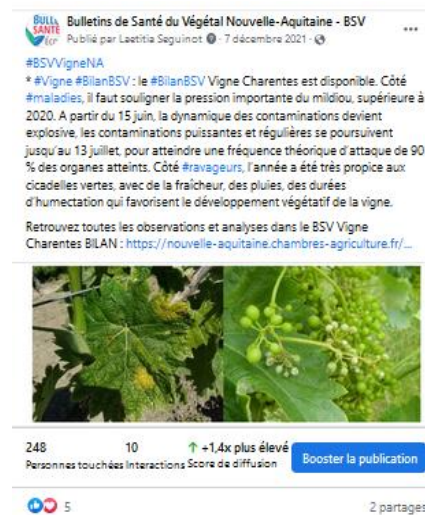 BULL
SANTÉ
Écr
Bulletins de Santé du Végétal Nouvelle-Aquitaine - BSV
Publié par Laetitia Seguinot · 7 décembre 2021 ·
#BSVVigneNA
* #Vigne #BilanBSV : le #BilanBSV Vigne Charentes est disponible. Côté
#maladies, il faut souligner la pression importante du mildiou, supérieure à
2020. A partir du 15 juin, la dynamique des contaminations devient
explosive, les contaminations puissantes et régulières se poursuivent
jusqu'au 13 juillet, pour atteindre une fréquence théorique d'attaque de 90
% des organes atteints. Côté #ravageurs, l'année a été très propice aux
cicadelles vertes, avec de la fraîcheur, des pluies, des durées
d'humectation qui favorisent le développement végétatif de la vigne.
Retrouvez toutes les observations et analyses dans le BSV Vigne
Charentes BILAN : https://nouvelle-aquitaine.chambres-agriculture.fr/...
248 10 ↑ +1,4x plus élevé
Personnes touchées Interactions Score de diffusion
Booster la publication
5 2 partages